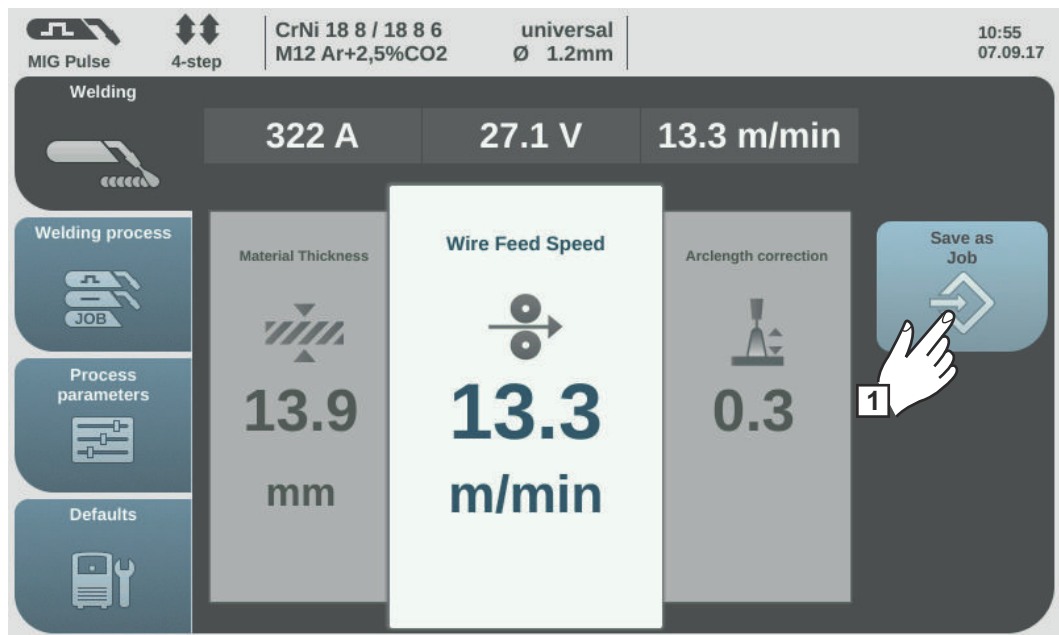 MIG Pulse
4-step
CrNi 18 8 / 18 8 6 universal
M12 Ar+2,5%CO2 Ø 1.2mm
10:55
07.09.17
Welding
322 A
27.1 V
13.3 m/min
Welding process
JOB
Process
parameters
Defaults
Material Thickness
13.9
mm
Wire Feed Speed
13.3
m/min
Arclength correction
0.3
Save as
Job
1